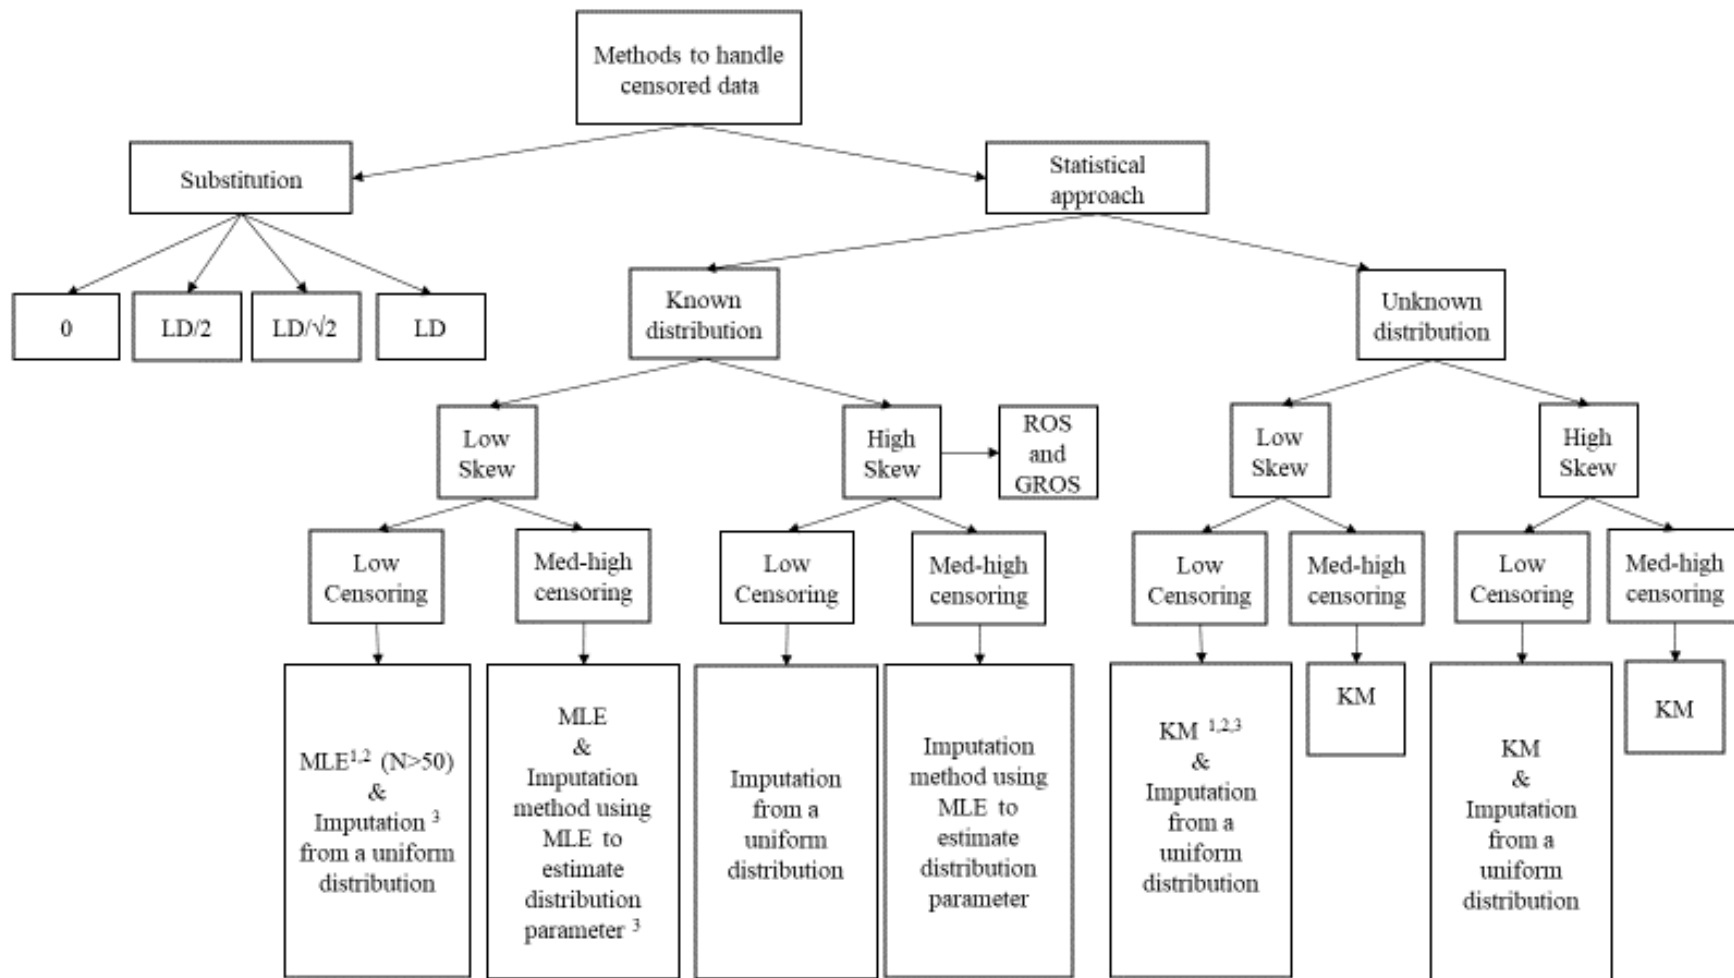 Methods to handle
censored data
Substitution
Statistical
approach
0
LD/2
LD/√2
LD
Known
distribution
Unknown
distribution
Low
Skew
High
Skew
ROS
and
GROS
Low
Skew
High
Skew
Low
Censoring
Med-high
censoring
Low
Censoring
Med-high
censoring
Low
Censoring
Med-high
censoring
Low
Censoring
Med-high
censoring
MLE¹,² (N>50)
&
Imputation ³
from a uniform
distribution
MLE
&
Imputation
method using
MLE to
estimate
distribution
parameter ³
Imputation
from a
uniform
distribution
Imputation
method using
MLE to
estimate
distribution
parameter
KM ¹,²,³
&
Imputation
from a
uniform
distribution
KM
KM
&
Imputation
from a
uniform
distribution
KM